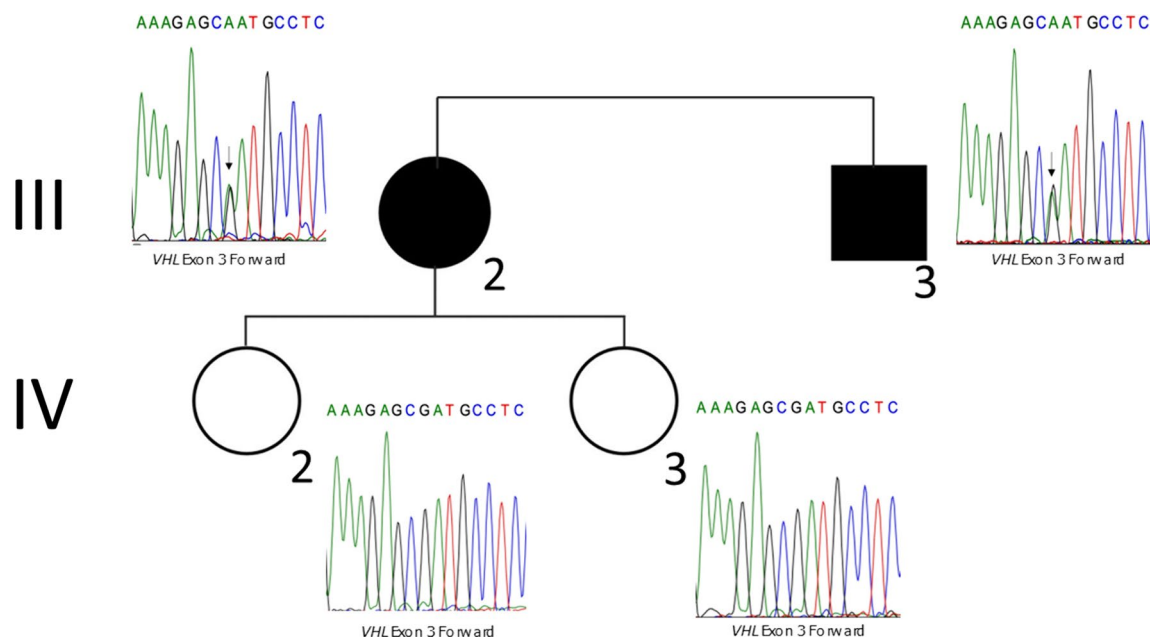 AAAGAGCAATGCCTC
AAAGAGCAATGCCTC
III
VHL Exon 3 Forward
2
VHL Exon 3 Forward
3
IV
AAAGAGCGATGCCTC
AAAGAGCGATGCCTC
2
3
VHL Exon 3 Forward
VHL Exon 3 Forward